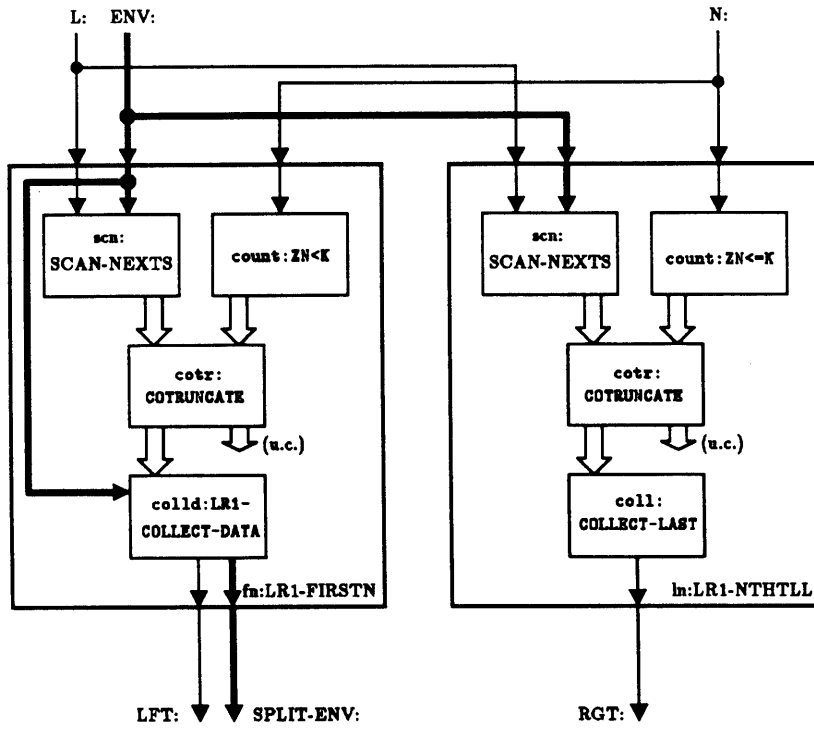 L: ENV: N:
scn: SCAN-NEXTS
count:ZN<K
scn: SCAN-NEXTS
count:ZN<=K
cotr:
COTRUNCATE
(u.c.)
cotr:
COTRUNCATE
(u.c.)
colld:LR1-
COLLECT-DATA
coll:
COLLECT-LAST
fn:LR1-FIRSTN
ln:LR1-NTHTLL
LFT: SPLIT-ENV: RGT: